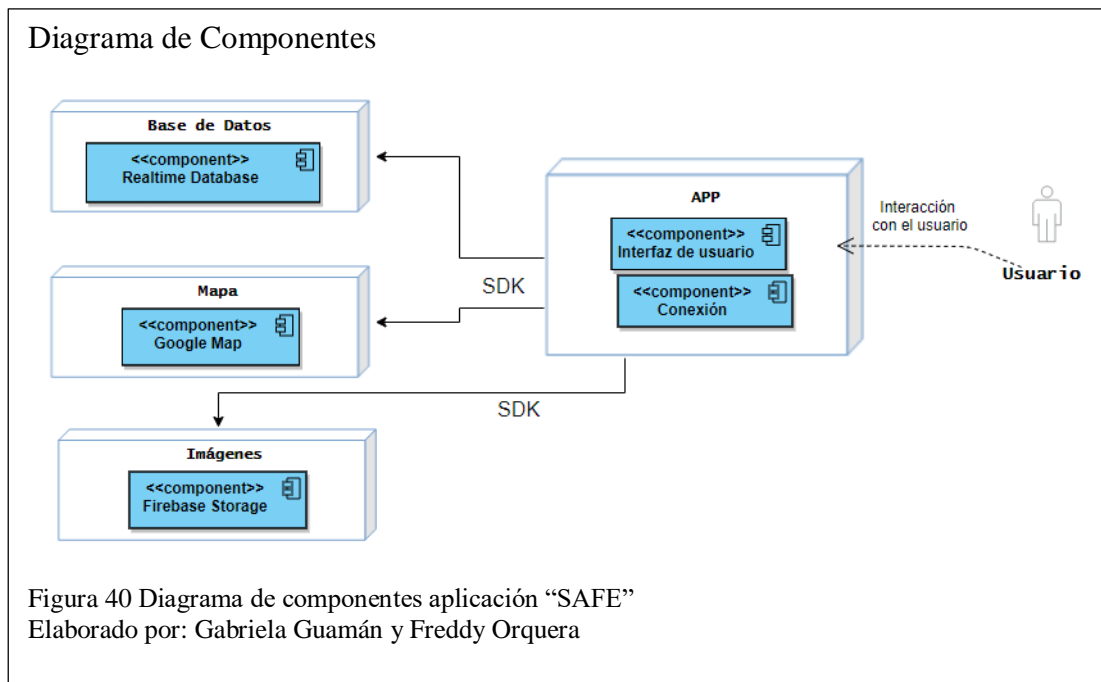 Diagrama de Componentes
Base de Datos
<<component>>
Realtime Database
Mapa
<<component>>
Google Map
Imágenes
<<component>>
Firebase Storage
SDK
SDK
APP
<<component>>
Interfaz de usuario
<<component>>
Conexión
Interacción
con el usuario
Usuario
Figura 40 Diagrama de componentes aplicación “SAFE”
Elaborado por: Gabriela Guamán y Freddy Orquera